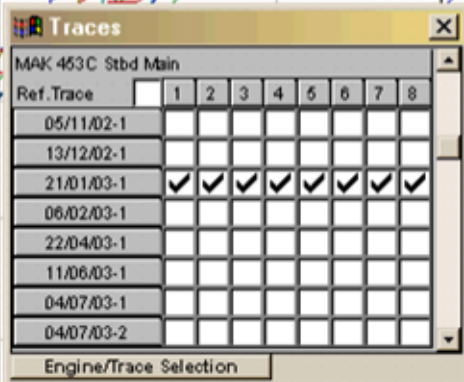 Traces
MAK 453C Stbd Main
Ref.Trace 1 2 3 4 5 6 7 8
05/11/02-1
13/12/02-1
21/01/03-1
06/02/03-1
22/04/03-1
11/06/03-1
04/07/03-1
04/07/03-2
Engine/Trace Selection